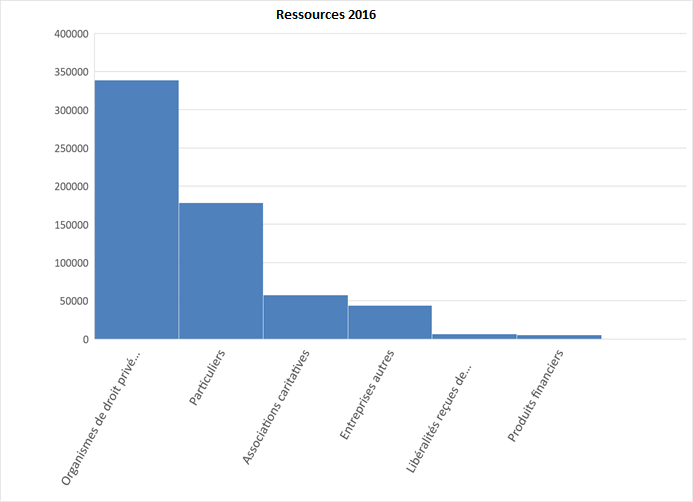 Ressources 2016
400000
350000
300000
250000
200000
150000
100000
50000
0
Organismes de droit privé...
Particuliers
Associations caritatives
Entreprises autres
Libéralités reçues de...
Produits financiers